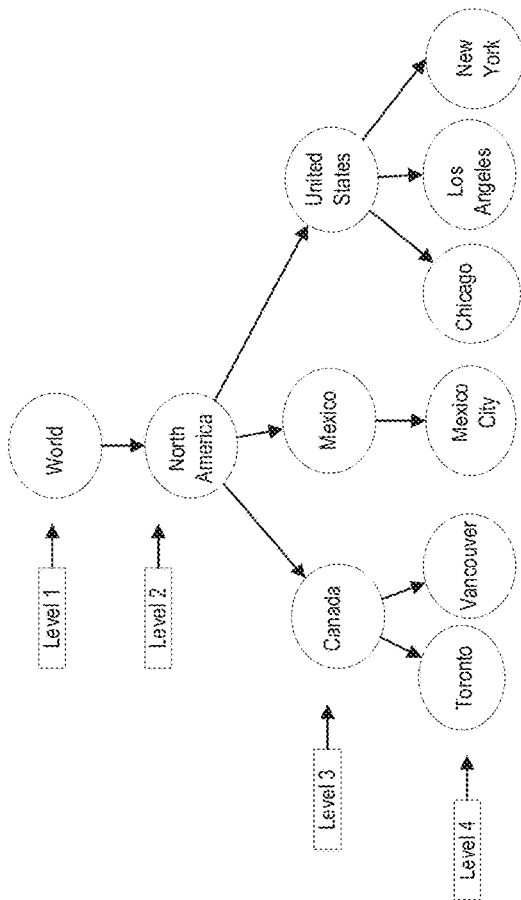 Level 1
World
Level 2
North
America
Level 3
Canada
Mexico
United
States
Level 4
Toronto
Vancouver
Mexico
City
Chicago
Los
Angeles
New
York